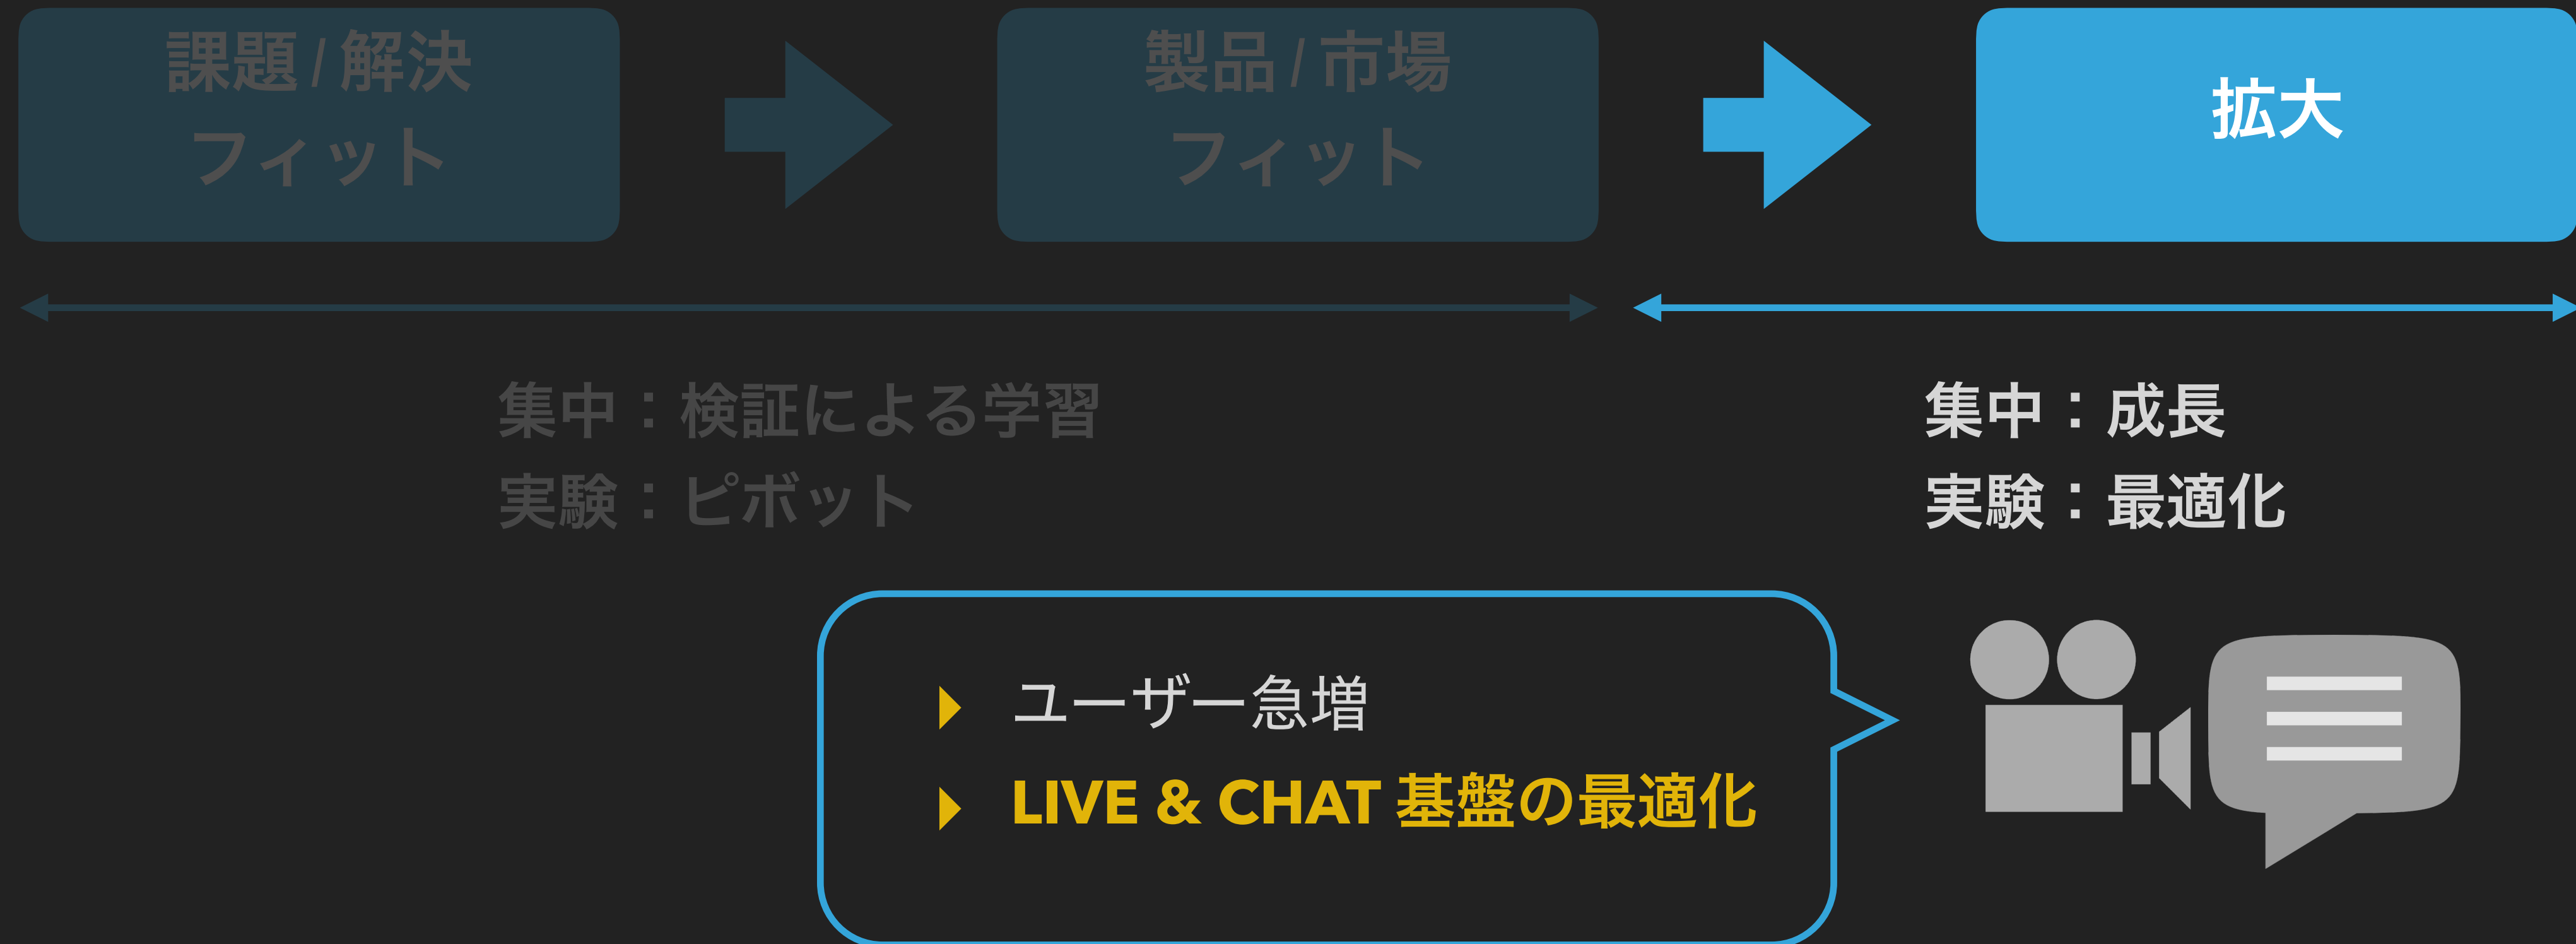 課題/解決
フィット
製品/市場
フィット
拡大
集中：検証による学習
実験：ピボット
集中：成長
実験：最適化
ユーザー急増
LIVE & CHAT 基盤の最適化